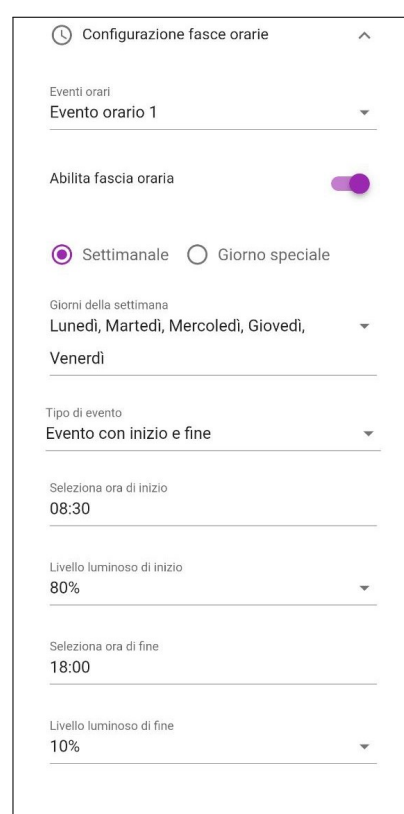 Configurazione fasce orarie
Eventi orari
Evento orario 1
Abilita fascia oraria
Settimanale Giorno speciale
Giorni della settimana
Lunedì, Martedì, Mercoledì, Giovedì,
Venerdì
Tipo di evento
Evento con inizio e fine
Seleziona ora di inizio
08:30
Livello luminoso di inizio
80%
Seleziona ora di fine
18:00
Livello luminoso di fine
10%